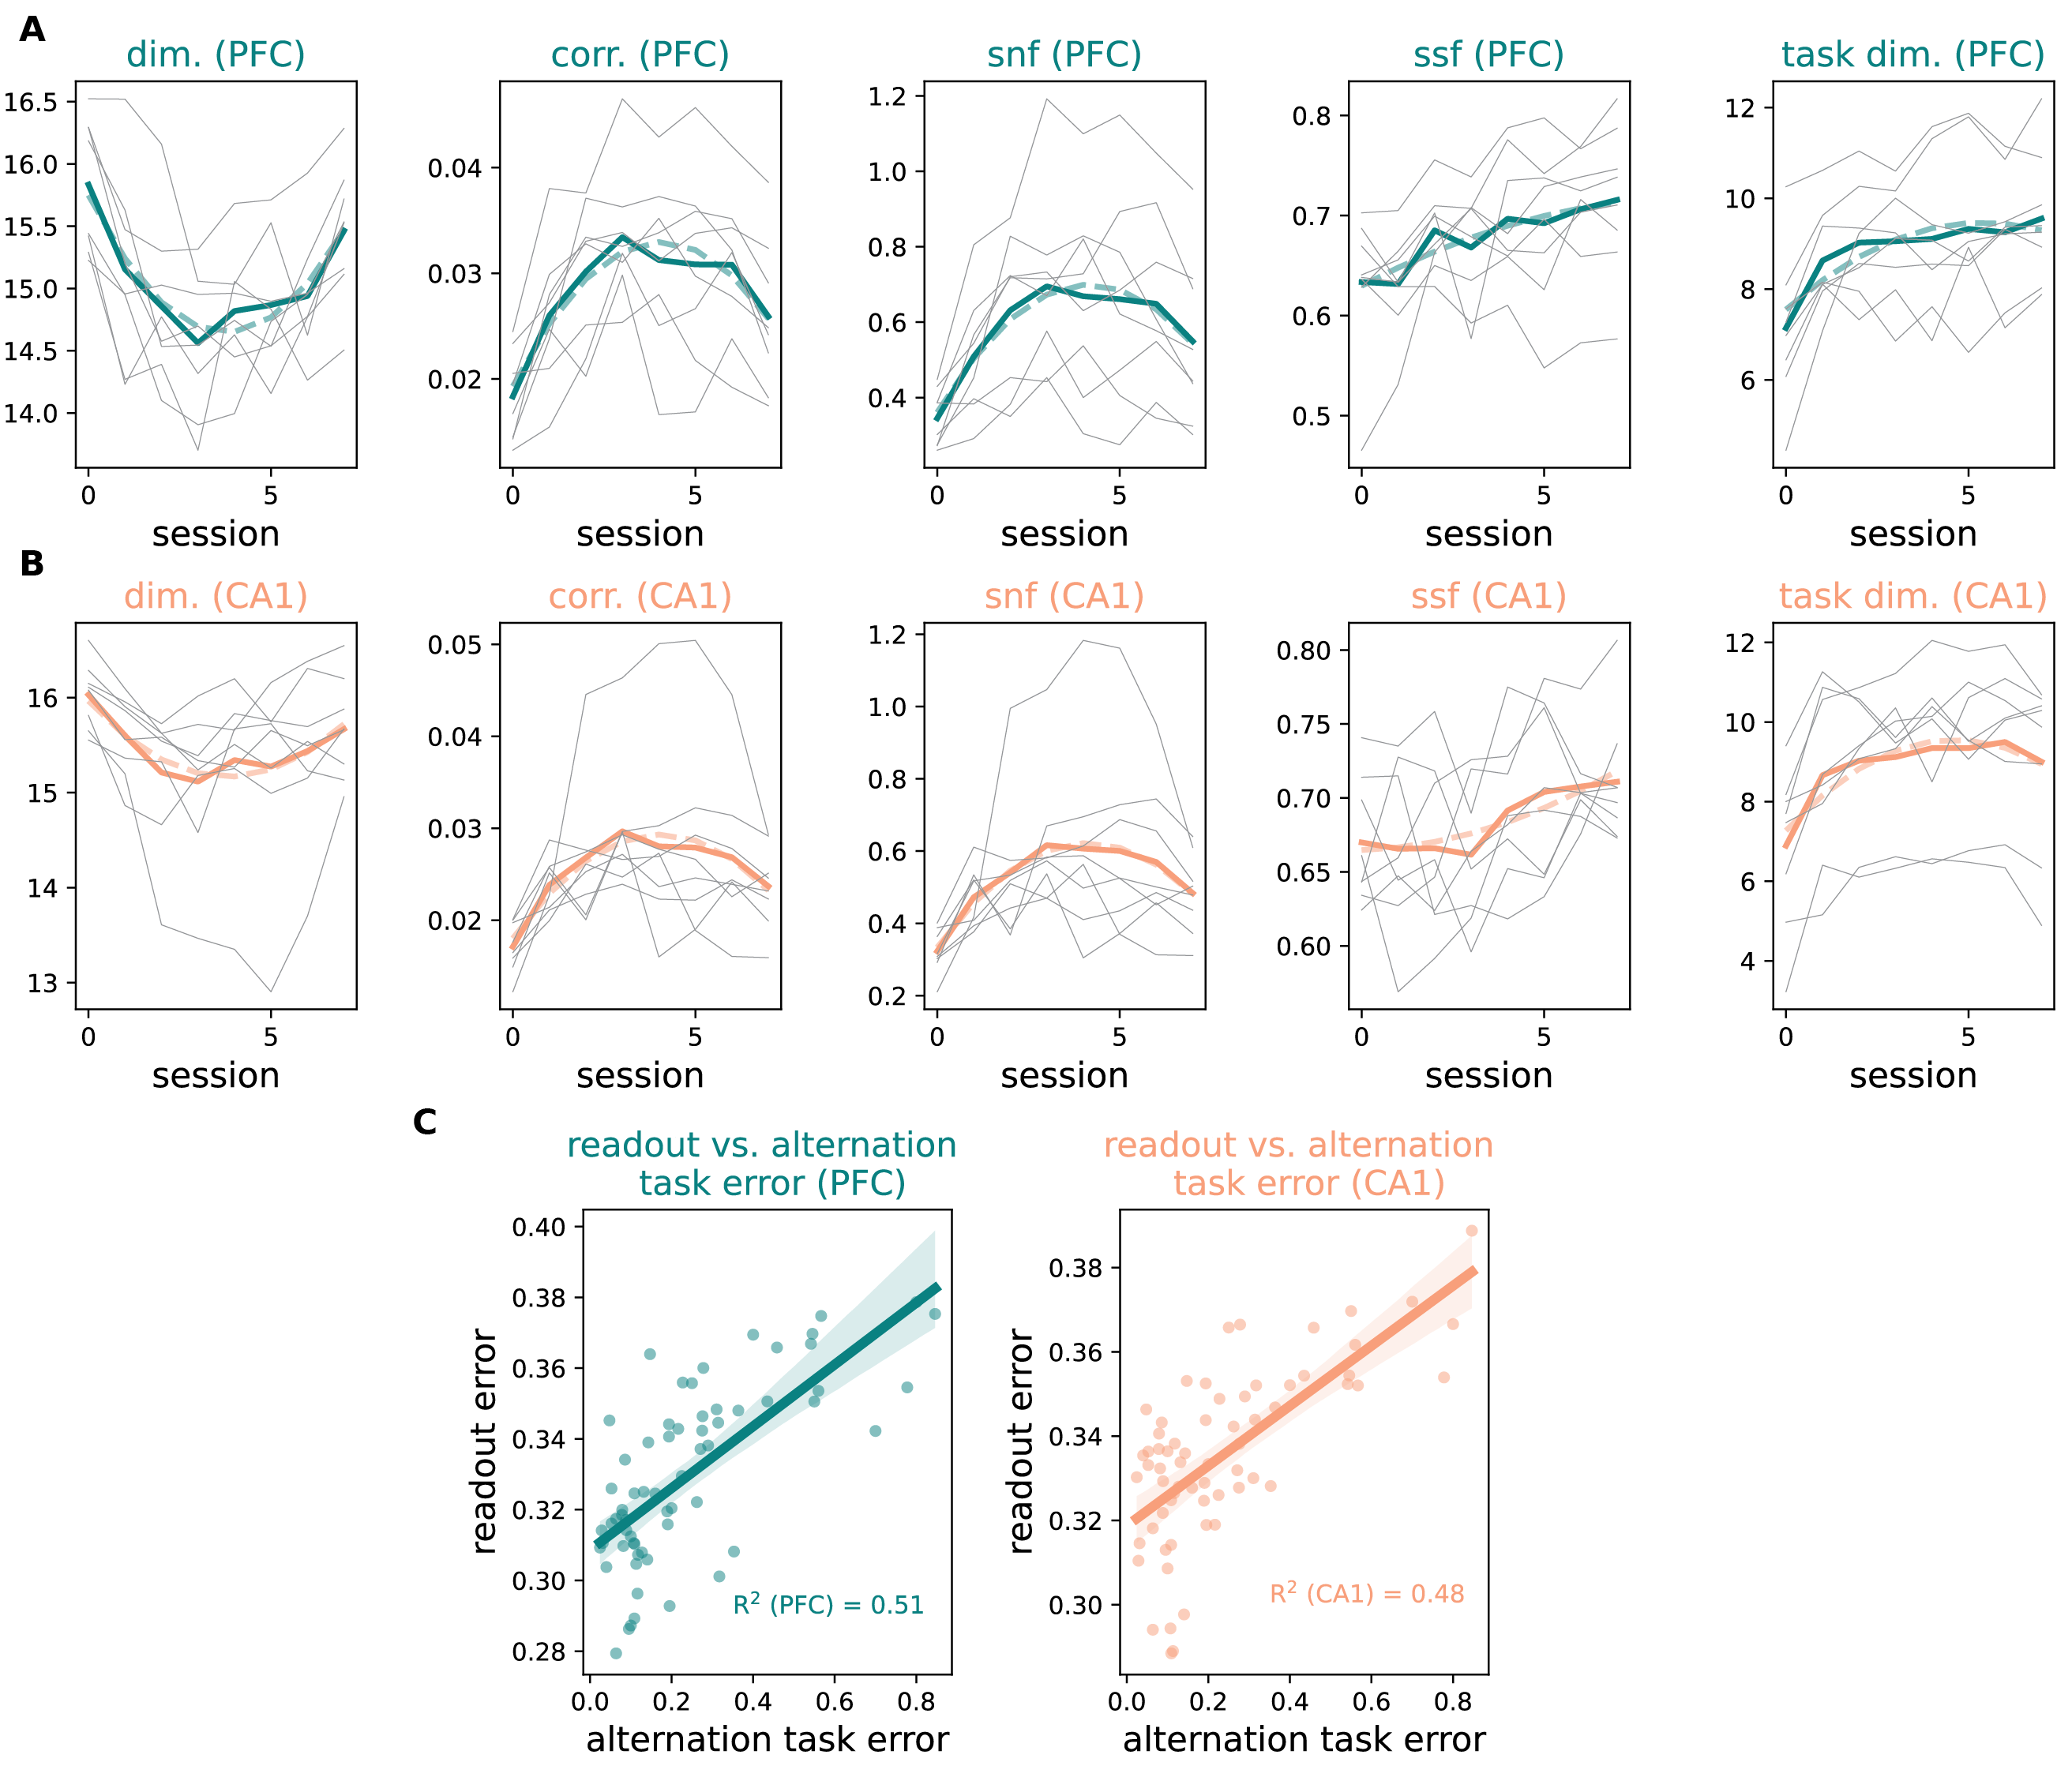 A
dim. (PFC)
corr. (PFC)
snf (PFC)
ssf (PFC)
task dim. (PFC)
16.5
16.0
15.5
15.0
14.5
14.0
0
5
session
0.04
0.03
0.02
0
5
session
1.2
1.0
0.8
0.6
0.4
0
5
session
0.8
0.7
0.6
0.5
0
5
session
12
10
8
6
0
5
session
B
dim. (CA1)
corr. (CA1)
snf (CA1)
ssf (CA1)
task dim. (CA1)
16
15
14
13
0
5
session
0.05
0.04
0.03
0.02
0
5
session
1.2
1.0
0.8
0.6
0.4
0.2
0
5
session
0.80
0.75
0.70
0.65
0.60
0
5
session
12
10
8
6
4
0
5
session
C
readout vs. alternation
task error (PFC)
0.40
0.38
0.36
0.34
0.32
0.30
0.28
readout error
R² (PFC) = 0.51
0.0
0.2
0.4
0.6
0.8
alternation task error
readout vs. alternation
task error (CA1)
0.38
0.36
0.34
0.32
0.30
readout error
R² (CA1) = 0.48
0.0
0.2
0.4
0.6
0.8
alternation task error